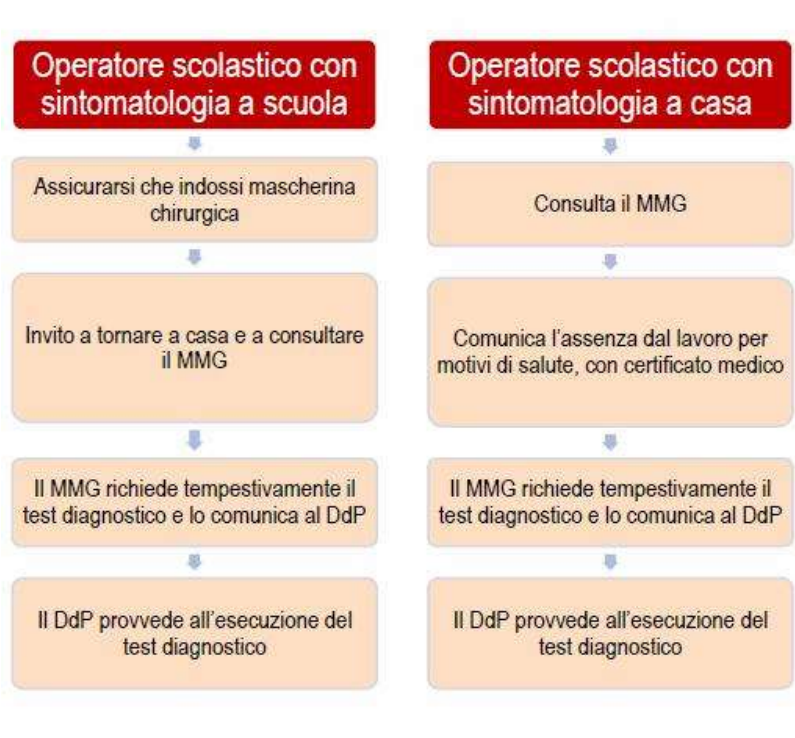 Operatore scolastico con
sintomatologia a scuola
Assicurarsi che indossi mascherina
chirurgica
Invito a tornare a casa e a consultare
il MMG
Il MMG richiede tempestivamente il
test diagnostico e lo comunica al DdP
Il DdP provvede all'esecuzione del
test diagnostico
Operatore scolastico con
sintomatologia a casa
Consulta il MMG
Comunica l'assenza dal lavoro per
motivi di salute, con certificato medico
Il MMG richiede tempestivamente il
test diagnostico e lo comunica al DdP
Il DdP provvede all'esecuzione del
test diagnostico